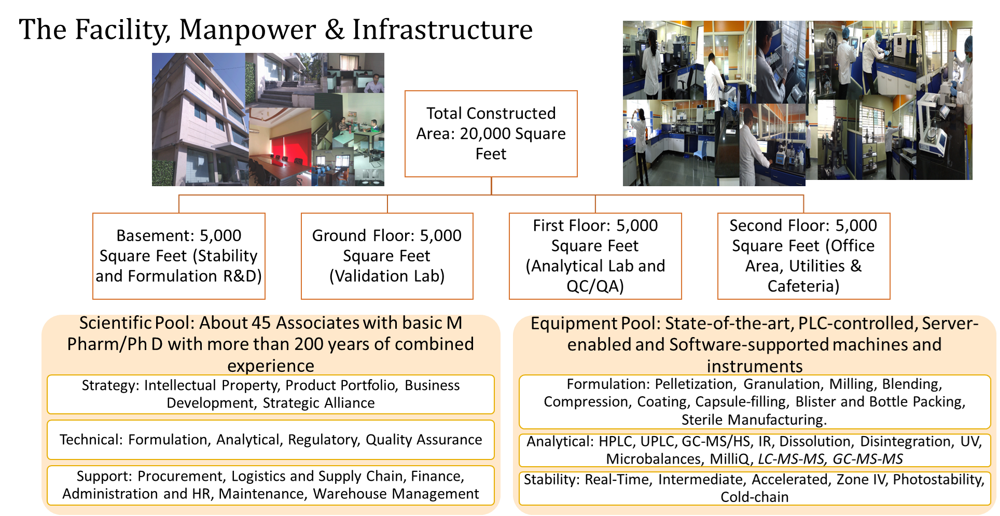 The Facility, Manpower & Infrastructure
Total Constructed
Area: 20,000 Square
Feet
Basement: 5,000
Square Feet (Stability
and Formulation R&D)
Ground Floor: 5,000
Square Feet
(Validation Lab)
First Floor: 5,000
Square Feet
(Analytical Lab and
QC/QA)
Second Floor: 5,000
Square Feet (Office
Area, Utilities &
Cafeteria)
Scientific Pool: About 45 Associates with basic M
Pharm/Ph D with more than 200 years of combined
experience
Strategy: Intellectual Property, Product Portfolio, Business
Development, Strategic Alliance
Technical: Formulation, Analytical, Regulatory, Quality Assurance
Support: Procurement, Logistics and Supply Chain, Finance,
Administration and HR, Maintenance, Warehouse Management
Equipment Pool: State-of-the-art, PLC-controlled, Server-
enabled and Software-supported machines and
instruments
Formulation: Pelletization, Granulation, Milling, Blending,
Compression, Coating, Capsule-filling, Blister and Bottle Packing,
Sterile Manufacturing.
Analytical: HPLC, UPLC, GC-MS/HS, IR, Dissolution, Disintegration, UV,
Microbalances, MilliQ, LC-MS-MS, GC-MS-MS
Stability: Real-Time, Intermediate, Accelerated, Zone IV, Photostability,
Cold-chain